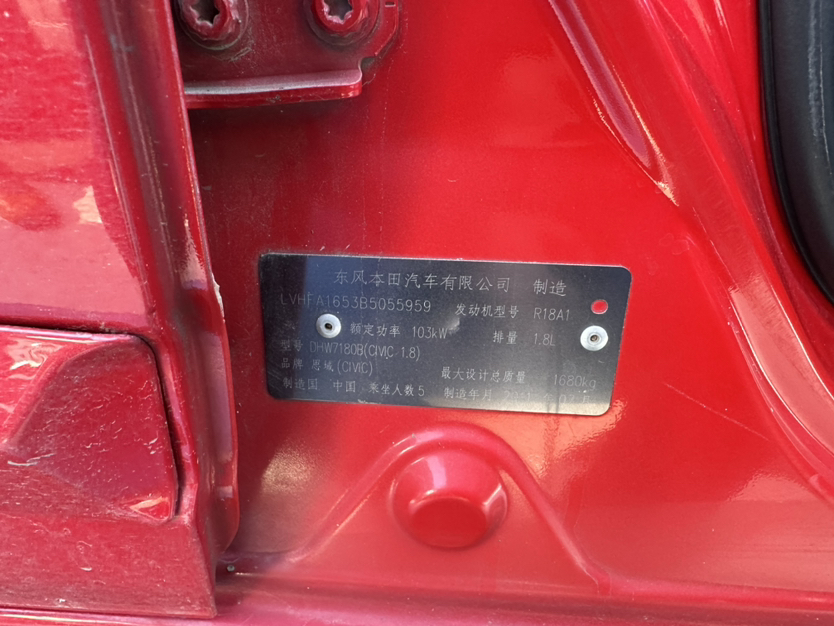 东风本田汽车有限公司 制造
LVHFA1653B5055959 发动机型号 R18A1
额定功率 103kW 排量 1.8L
型号 DHW7180B(CIVIC 1.8)
品牌 思域(CIVIC) 最大设计总质量 1680kg
制造国 中国 乘坐人数 5 制造年月